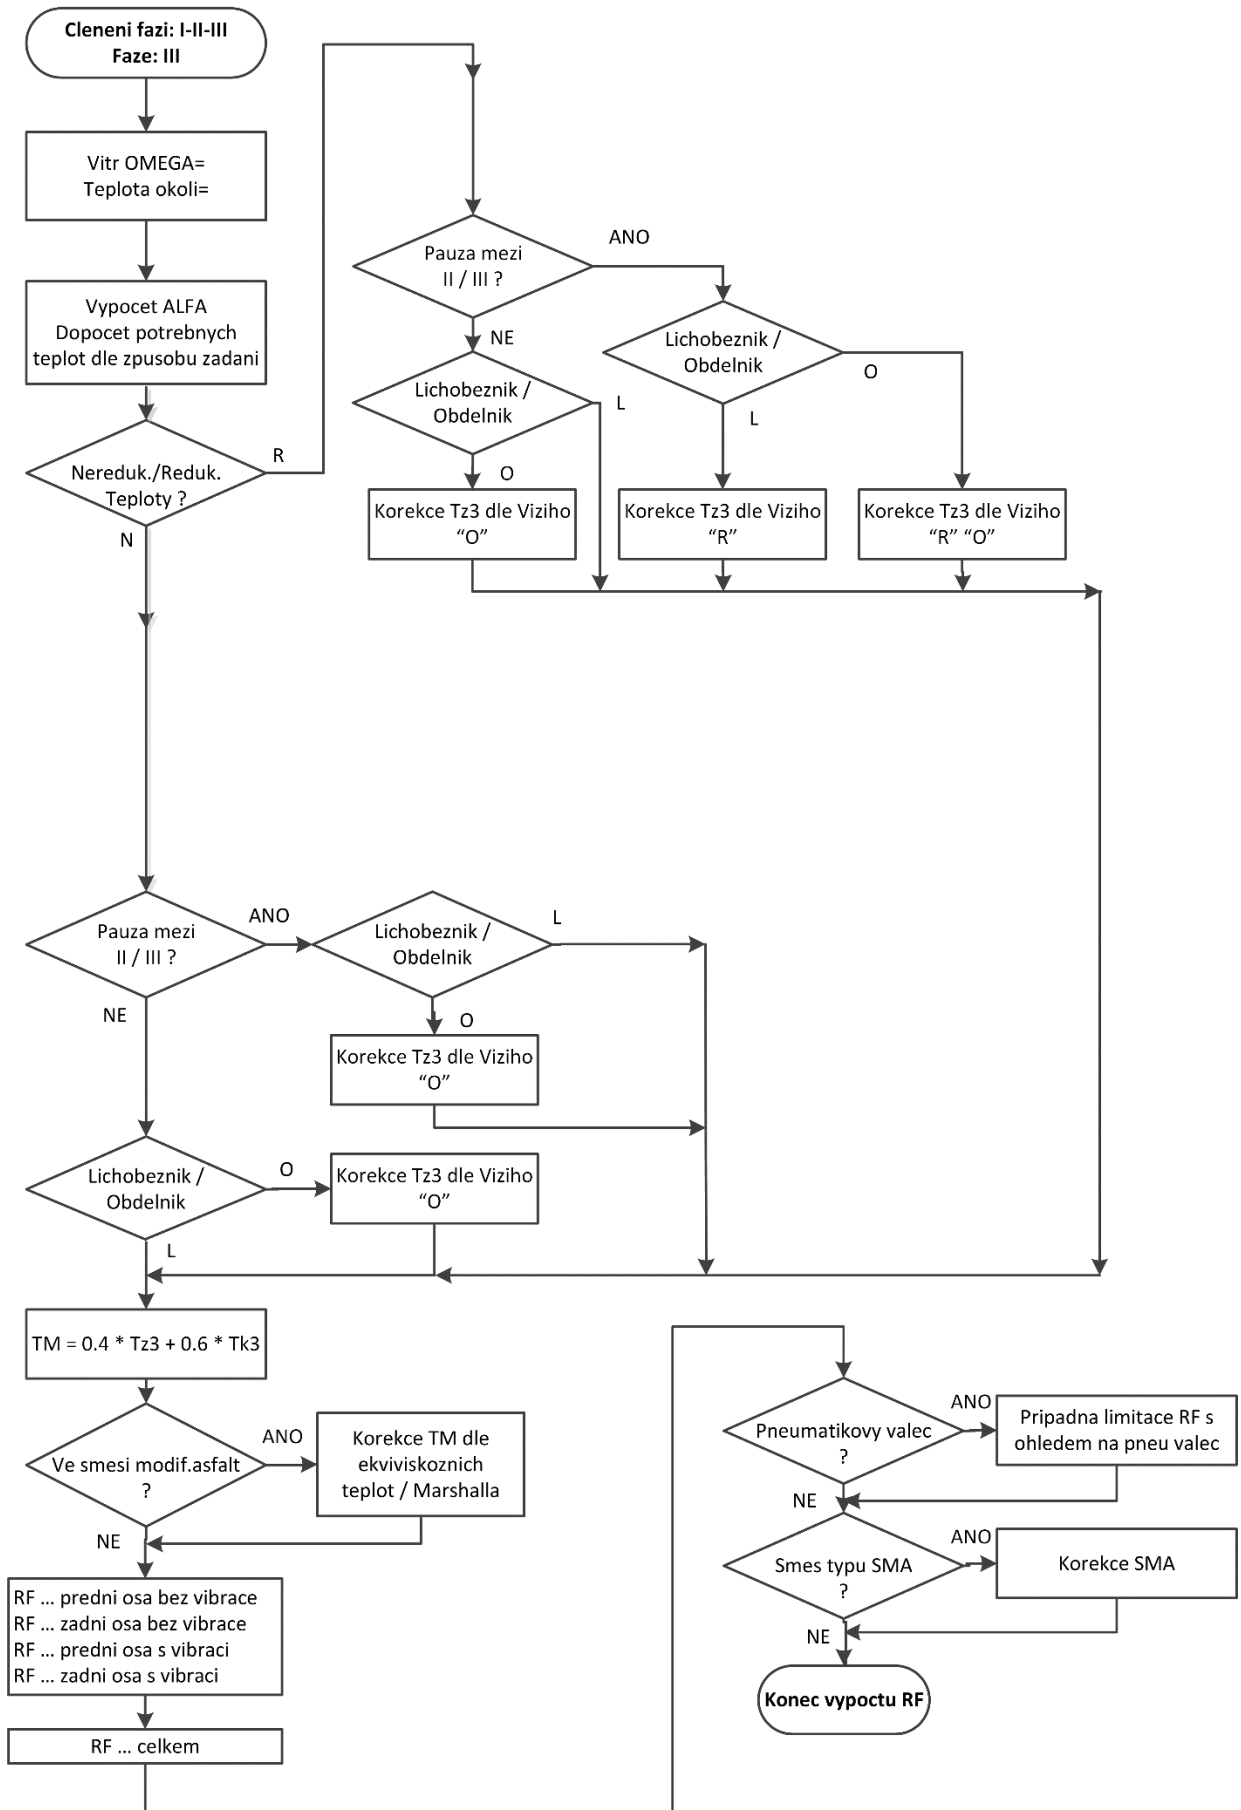 Cleneni fazi: I-II-III
Faze: III
Vitr OMEGA=
Teplota okoli=
Vypocet ALFA
Dopocet potrebnych
teplot dle zpusobu zadani
Nereduk./Reduk.
Teploty ?
R
N
Pauza mezi
II / III ?
ANO
NE
Lichobeznik /
Obdelnik
O
L
Lichobeznik /
Obdelnik
L
O
Korekce Tz3 dle Viziho
“O”
Korekce Tz3 dle Viziho
“R”
Korekce Tz3 dle Viziho
“R” “O”
Pauza mezi
II / III ?
ANO
NE
Lichobeznik /
Obdelnik
L
O
Korekce Tz3 dle Viziho
“O”
Lichobeznik /
Obdelnik
O
L
Korekce Tz3 dle Viziho
“O”
TM = 0.4 * Tz3 + 0.6 * Tk3
Ve smesi modif.asfalt
?
ANO
NE
Korekce TM dle
ekviviskoznich
teplot / Marshalla
RF ... predni osa bez vibrace
RF ... zadni osa bez vibrace
RF ... predni osa s vibraci
RF ... zadni osa s vibraci
RF ... celkem
Pneumatikovy valec
?
ANO
NE
Pripadna limitace RF s
ohledem na pneu valec
Smes typu SMA
?
ANO
NE
Korekce SMA
Konec vypoctu RF